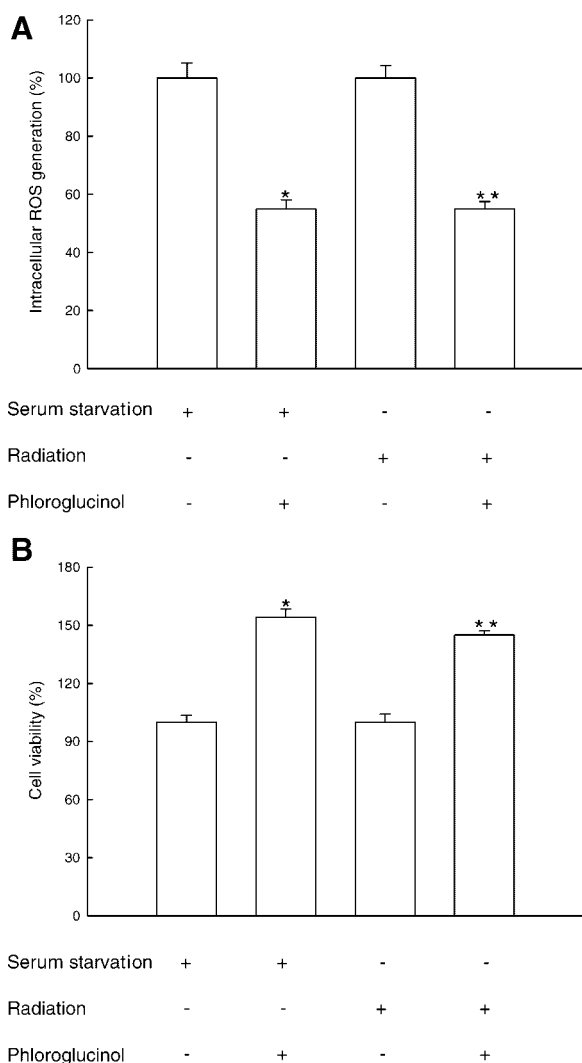 A
Intracellular ROS generation (%)
120
100
80
60
40
20
0
*
**
Serum starvation + + - -
Radiation - - + +
Phloroglucinol - + - +
B
Cell viability (%)
180
150
120
90
60
30
0
*
**
Serum starvation + + - -
Radiation - - + +
Phloroglucinol - + - +